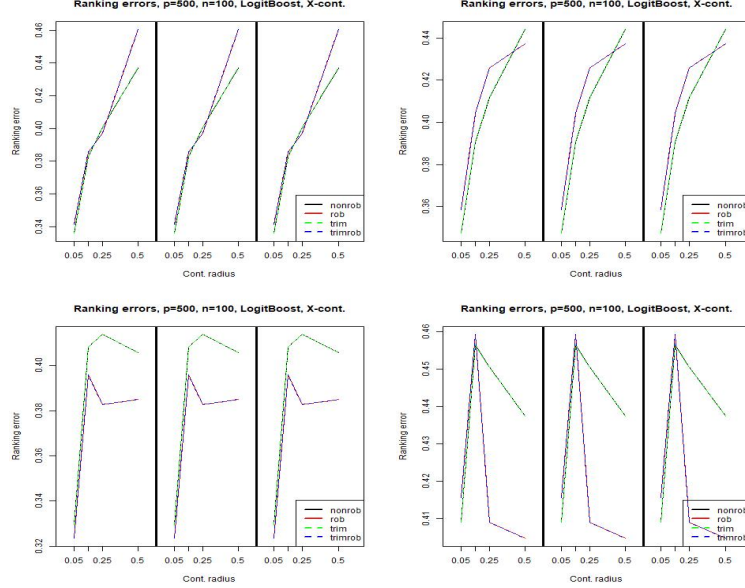 Ranking errors, p=500, n=100, LogitBoost, X-cont.
Ranking error
0.34 0.36 0.38 0.40 0.42 0.44 0.46
0.05 0.25 0.5 0.05 0.25 0.5 0.05 0.25 0.5
Cont. radius
nonrob
rob
trim
trimrob
Ranking errors, p=500, n=100, LogitBoost, X-cont.
Ranking error
0.36 0.38 0.40 0.42 0.44
0.05 0.25 0.5 0.05 0.25 0.5 0.05 0.25 0.5
Cont. radius
nonrob
rob
trim
trimrob
Ranking errors, p=500, n=100, LogitBoost, X-cont.
Ranking error
0.32 0.34 0.36 0.38 0.40
0.05 0.25 0.5 0.05 0.25 0.5 0.05 0.25 0.5
Cont. radius
nonrob
rob
trim
trimrob
Ranking errors, p=500, n=100, LogitBoost, X-cont.
Ranking error
0.41 0.42 0.43 0.44 0.45 0.46
0.05 0.25 0.5 0.05 0.25 0.5 0.05 0.25 0.5
Cont. radius
nonrob
rob
trim
trimrob